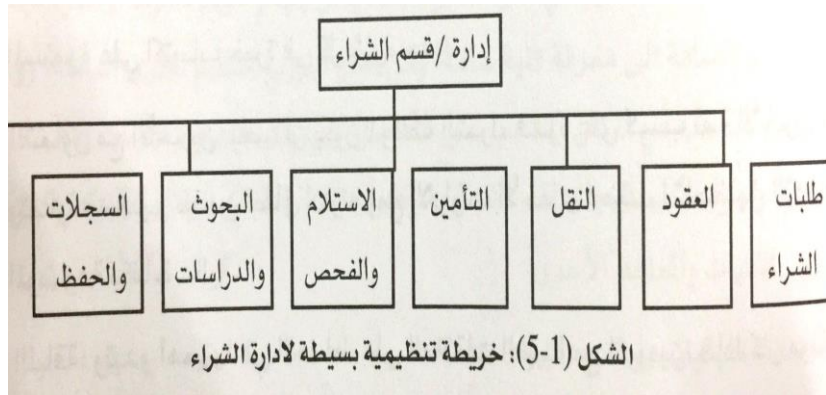 إدارة /قسم الشراء
طلبات
الشراء
العقود
النقل
التأمين
الاستلام
والفحص
البحوث
والدراسات
السجلات
والحفظ
الشكل (1-5): خريطة تنظيمية بسيطة لادارة الشراء